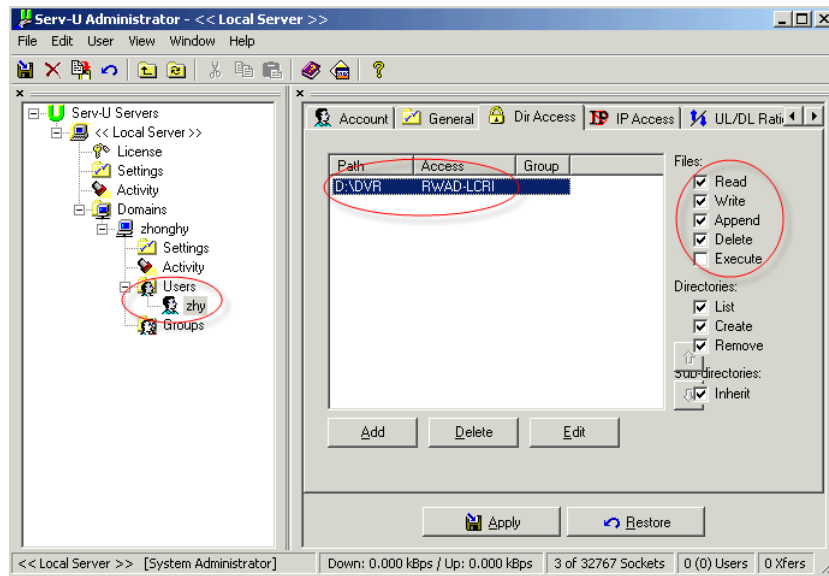 Serv-U Administrator - << Local Server >>
File Edit User View Window Help
Serv-U Servers
<< Local Server >>
License
Settings
Activity
Domains
zhonghy
Settings
Activity
Users
zhy
Groups
Account General Dir Access IP Access UL/DL Rati
Path Access Group
D:\DVR RWAD-LCRI
Files:
Read
Write
Append
Delete
Execute
Directories:
List
Create
Remove
Sub-directories:
Inherit
Add Delete Edit
Apply Restore
<< Local Server >> [System Administrator] Down: 0.000 kBps / Up: 0.000 kBps 3 of 32767 Sockets 0 (0) Users 0 Xfers